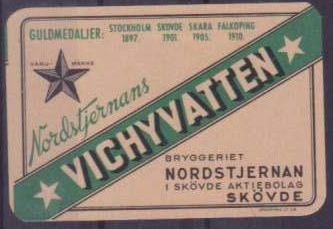 GULDMEDALJER: STOCKHOLM 1897. SKÖVDE 1901. SKARA 1905. FALKÖPING 1910.
VARU- MÄRKE
Nordstjernans
VICHYVATTEN
BRYGGERIET
NORDSTJERNAN
I SKÖVDE AKTIEBOLAG
SKÖVDE